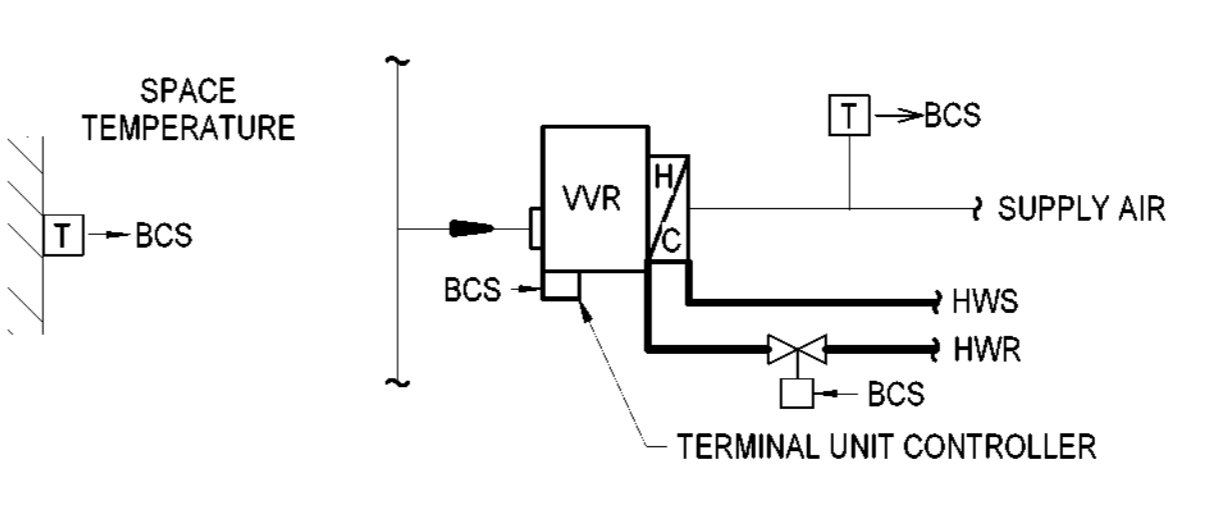 SPACE
TEMPERATURE
T
BCS
VVR
H
C
T
BCS
SUPPLY AIR
BCS
HWS
HWR
BCS
TERMINAL UNIT CONTROLLER